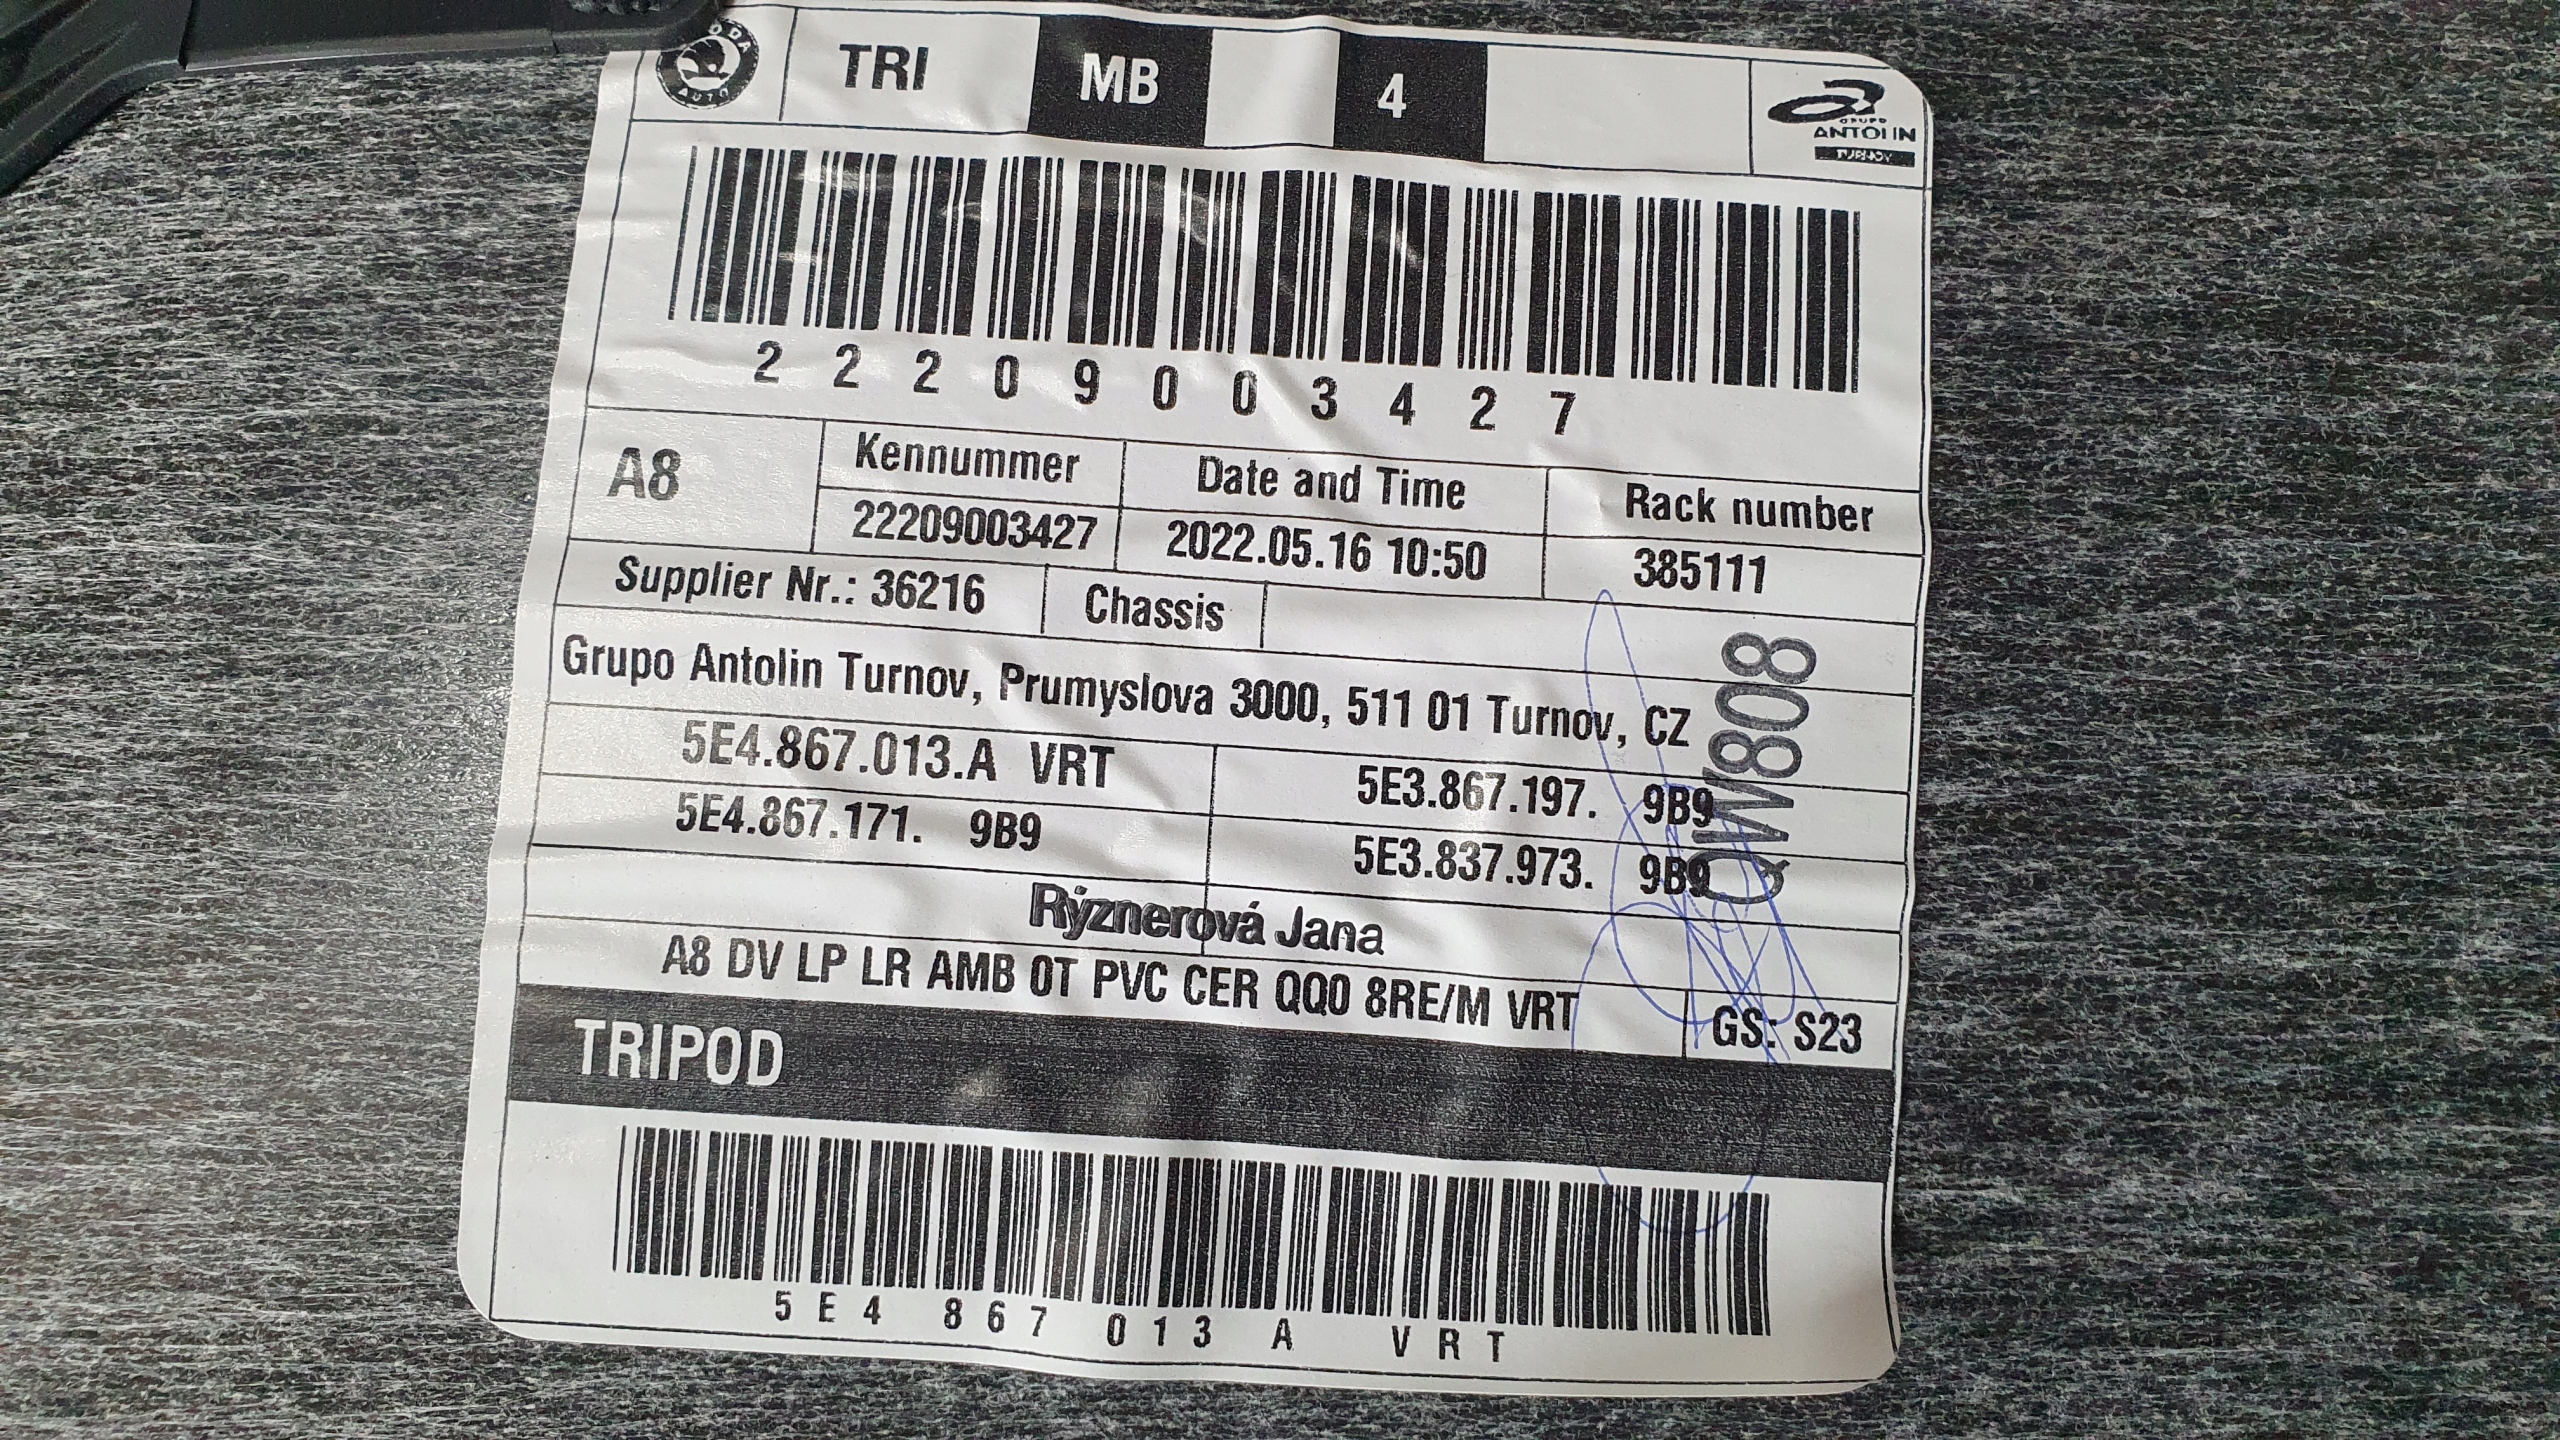 ODA AUTO
TRI MB 4
GRUPO
ANTOLIN
TURNOV
22209003427
A8
Kennummer Date and Time Rack number
22209003427 2022.05.16 10:50 385111
Supplier Nr.: 36216 Chassis
Grupo Antolin Turnov, Prumyslova 3000, 511 01 Turnov, CZ
QW808
5E4.867.013.A VRT 5E3.867.197. 9B9
5E4.867.171. 9B9 5E3.837.973. 9B9
Rýznerová Jana
A8 DV LP LR AMB 0T PVC CER QQ0 8RE/M VRT GS: S23
TRIPOD
5E4 867 013 A VRT